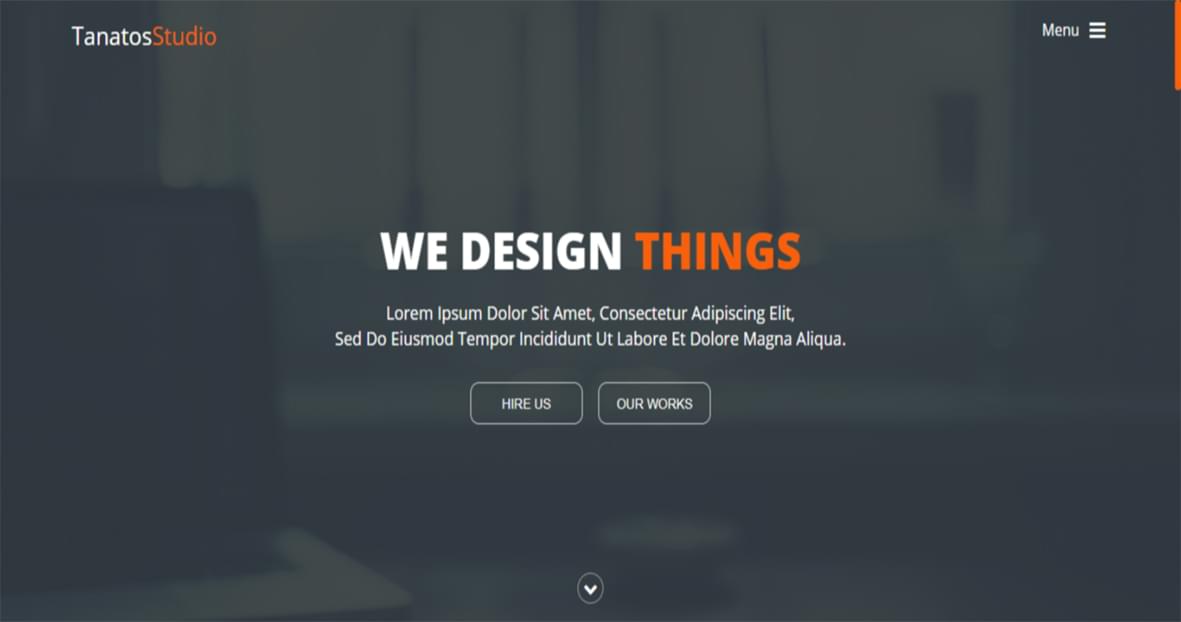 TanatosStudio
Menu
WE DESIGN THINGS
Lorem Ipsum Dolor Sit Amet, Consectetur Adipiscing Elit,
Sed Do Eiusmod Tempor Incididunt Ut Labore Et Dolore Magna Aliqua.
HIRE US
OUR WORKS